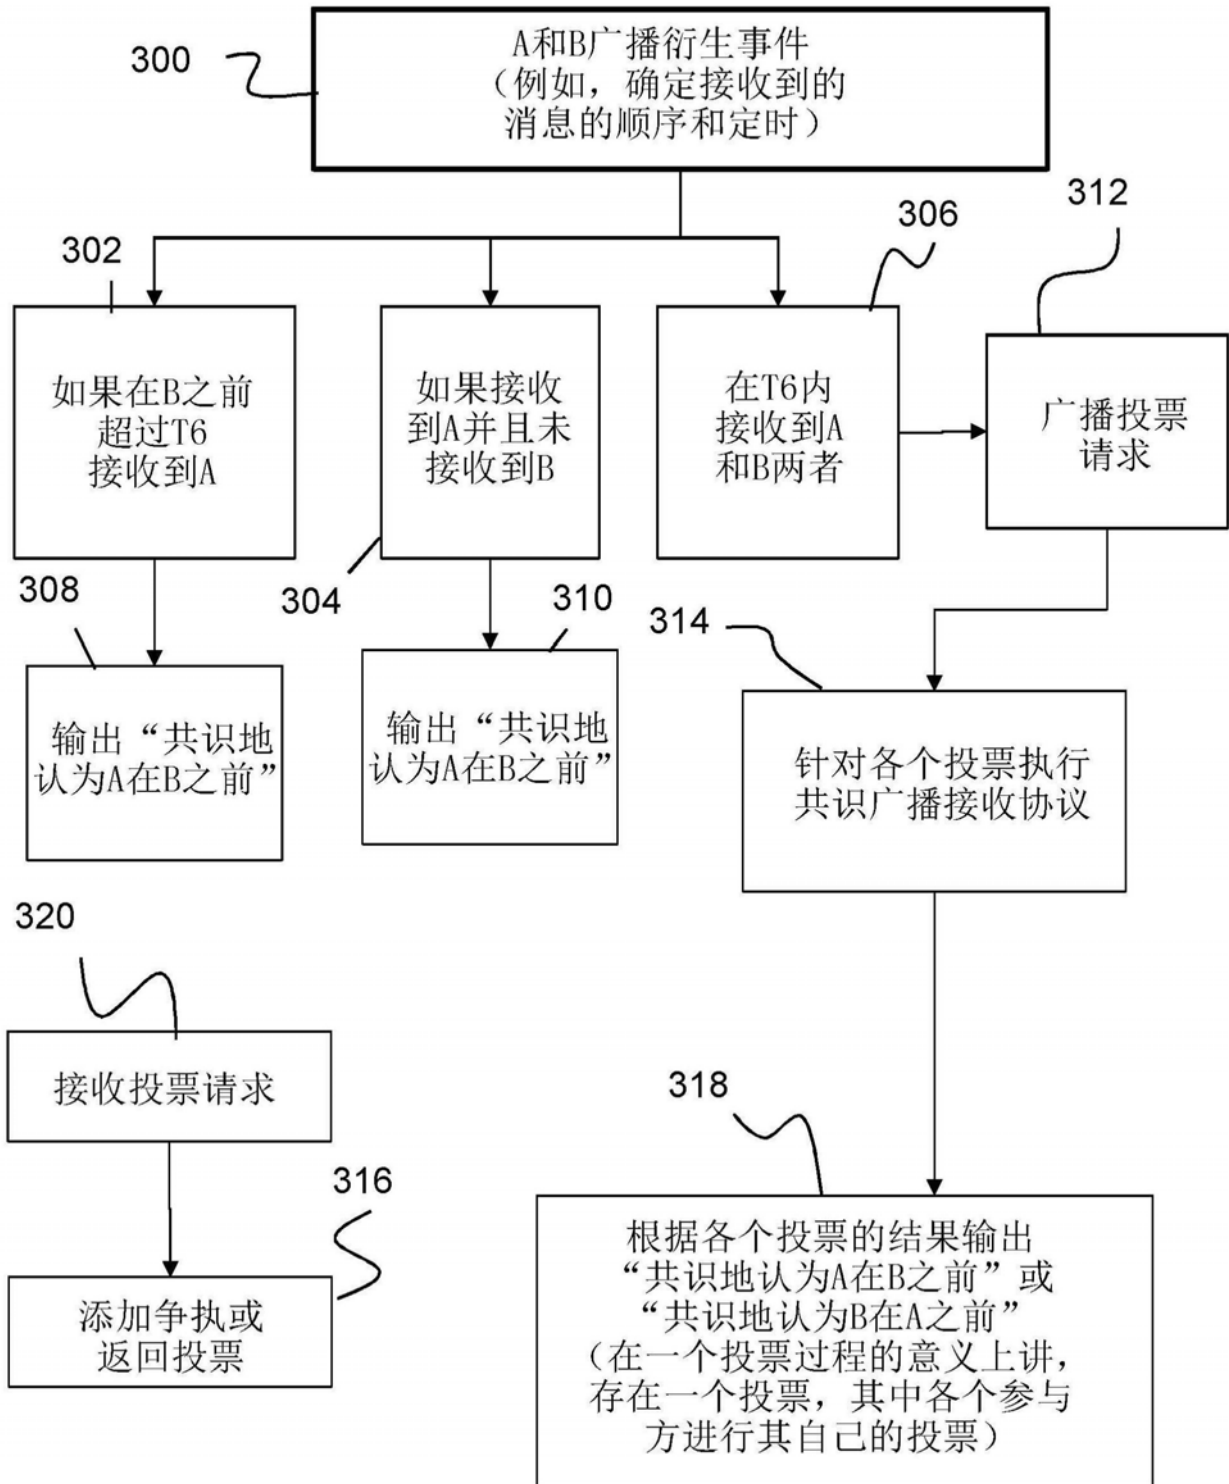 300
A和B广播衍生事件
（例如，确定接收到的
消息的顺序和定时）
302
306
312
如果在B之前
超过T6
接收到A
如果接收
到A并且未
接收到B
在T6内
接收到A
和B两者
广播投票
请求
308
304
310
314
输出“共识地
认为A在B之前”
输出“共识地
认为A在B之前”
针对各个投票执行
共识广播接收协议
320
接收投票请求
316
添加争执或
返回投票
318
根据各个投票的结果输出
“共识地认为A在B之前”或
“共识地认为B在A之前”
（在一个投票过程的意义上讲，
存在一个投票，其中各个参与
方进行其自己的投票）